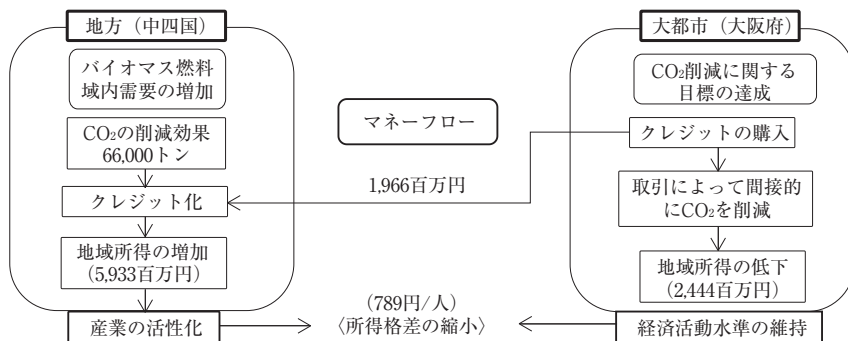 地方（中四国）
バイオマス燃料
域内需要の増加
CO₂の削減効果
66,000トン
クレジット化
地域所得の増加
（5,933百万円）
産業の活性化
マネーフロー
1,966百万円
（789円/人）
〈所得格差の縮小〉
大都市（大阪府）
CO₂削減に関する
目標の達成
クレジットの購入
取引によって間接的
にCO₂を削減
地域所得の低下
（2,444百万円）
経済活動水準の維持